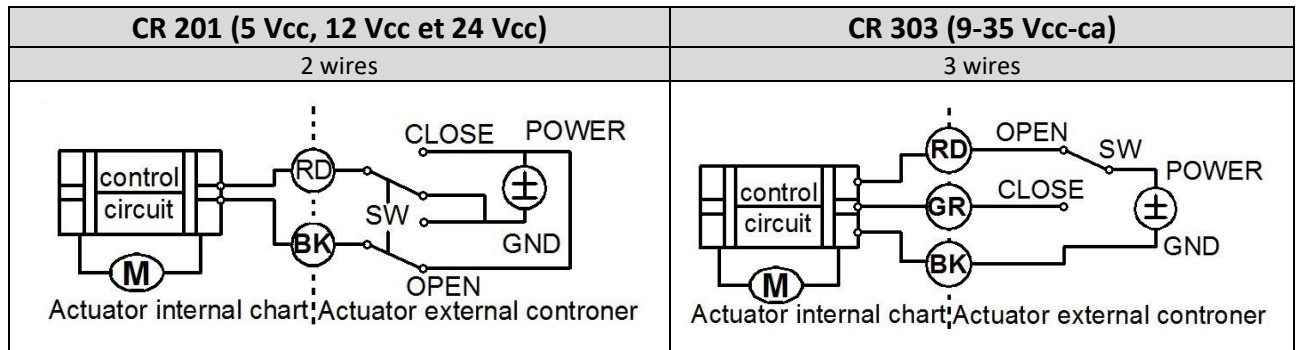 CR 201 (5 Vcc, 12 Vcc et 24 Vcc)
2 wires
CLOSE POWER
RD
control
circuit
SW
±
BK
GND
M
OPEN
Actuator internal chart Actuator external controner
CR 303 (9-35 Vcc-ca)
3 wires
OPEN
RD
SW
POWER
control
circuit
GR
CLOSE
±
GND
BK
M
Actuator internal chart Actuator external controner